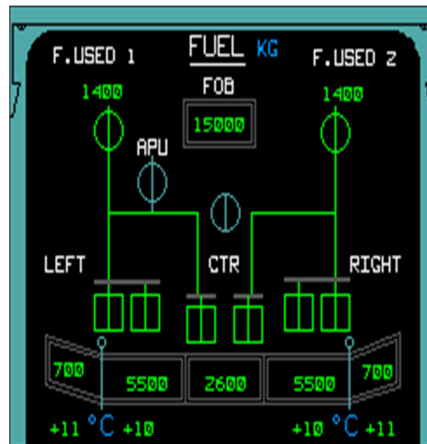 F.USED 1 FUEL KG F.USED 2
1400 FOB 1400
15000
APU
LEFT CTR RIGHT
700 5500 2600 5500 700
+11 °C +10 +10 °C +11